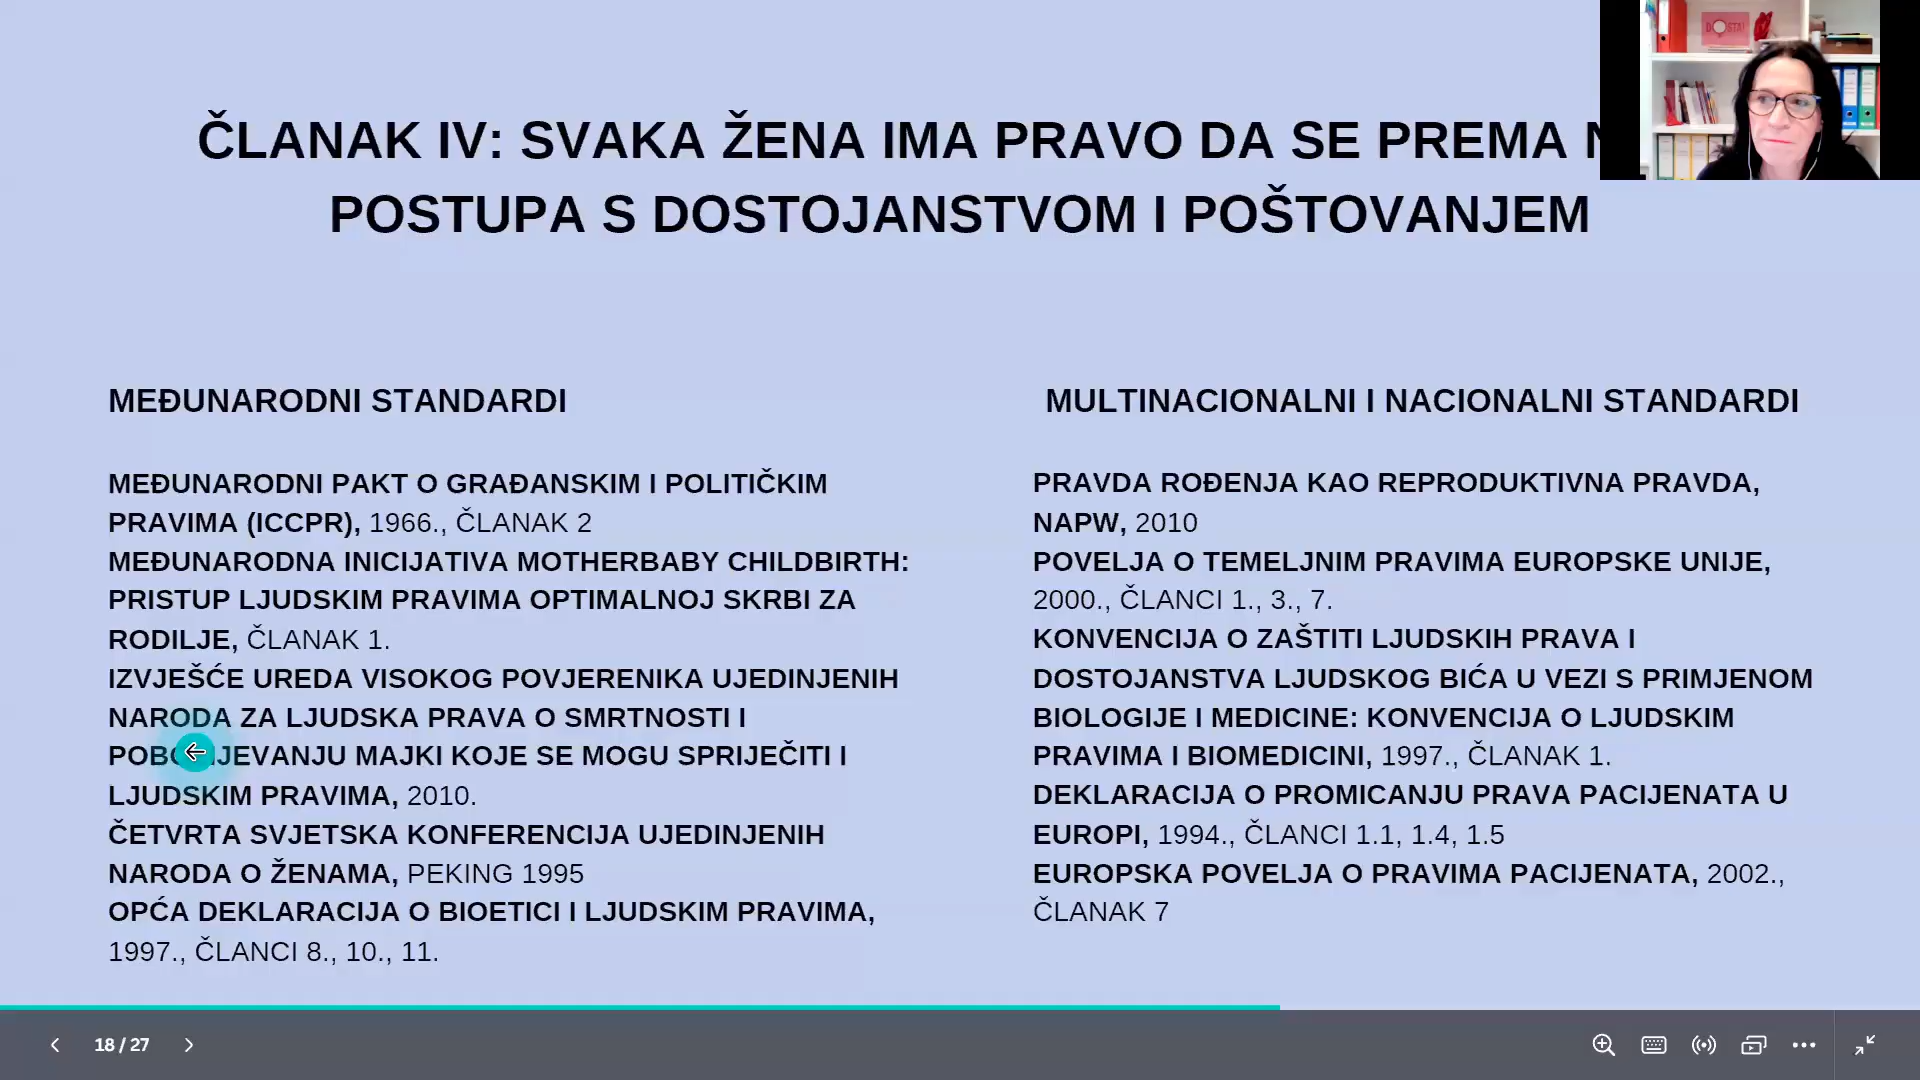 ČLANAK IV: SVAKA ŽENA IMA PRAVO DA SE PREMA
POSTUPA S DOSTOJANSTVOM I POŠTOVANJEM
MEĐUNARODNI STANDARDI
MEĐUNARODNI PAKT O GRAĐANSKIM I POLITIČKIM
PRAVIMA (ICCPR), 1966., ČLANAK 2
MEĐUNARODNA INICIJATIVA MOTHERBABY CHILDBIRTH:
PRISTUP LJUDSKIM PRAVIMA OPTIMALNOJ SKRBI ZA
RODILJE, ČLANAK 1.
IZVJEŠĆE UREDA VISOKOG POVJERENIKA UJEDINJENIH
NARODA ZA LJUDSKA PRAVA O SMRTNOSTI I
MAJKI KOJE SE MOGU SPRIJEČITI I
LJUDSKIM PRAVIMA, 2010.
ČETVRTA SVJETSKA KONFERENCIJA UJEDINJENIH
NARODA O ŽENAMA, PEKING 1995
OPĆA DEKLARACIJA O BIOETICI I LJUDSKIM PRAVIMA,
1997., ČLANCI 8., 10., 11.
MULTINACIONALNI I NACIONALNI STANDARDI
PRAVDA ROĐENJA KAO REPRODUKTIVNA PRAVDA,
NAPW, 2010
POVELJA O TEMELJNIM PRAVIMA EUROPSKE UNIJE,
2000., ČLANCI 1., 3., 7.
KONVENCIJA O ZAŠTITI LJUDSKIH PRAVA I
DOSTOJANSTVA LJUDSKOG BIĆA U VEZI S PRIMJENOM
BIOLOGIJE I MEDICINE: KONVENCIJA O LJUDSKIM
PRAVIMA I BIOMEDICINI, 1997., ČLANAK 1.
DEKLARACIJA O PROMICANJU PRAVA PACIJENATA U
EUROPI, 1994., ČLANCI 1.1, 1.4, 1.5
EUROPSKA POVELJA O PRAVIMA PACIJENATA, 2002.,
ČLANAK 7
18 / 27